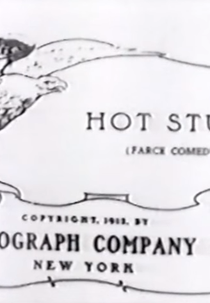 HOT STU
(FARCE COMED
COPYRIGHT, 1912, BY
OGRAPH COMPANY
NEW YORK